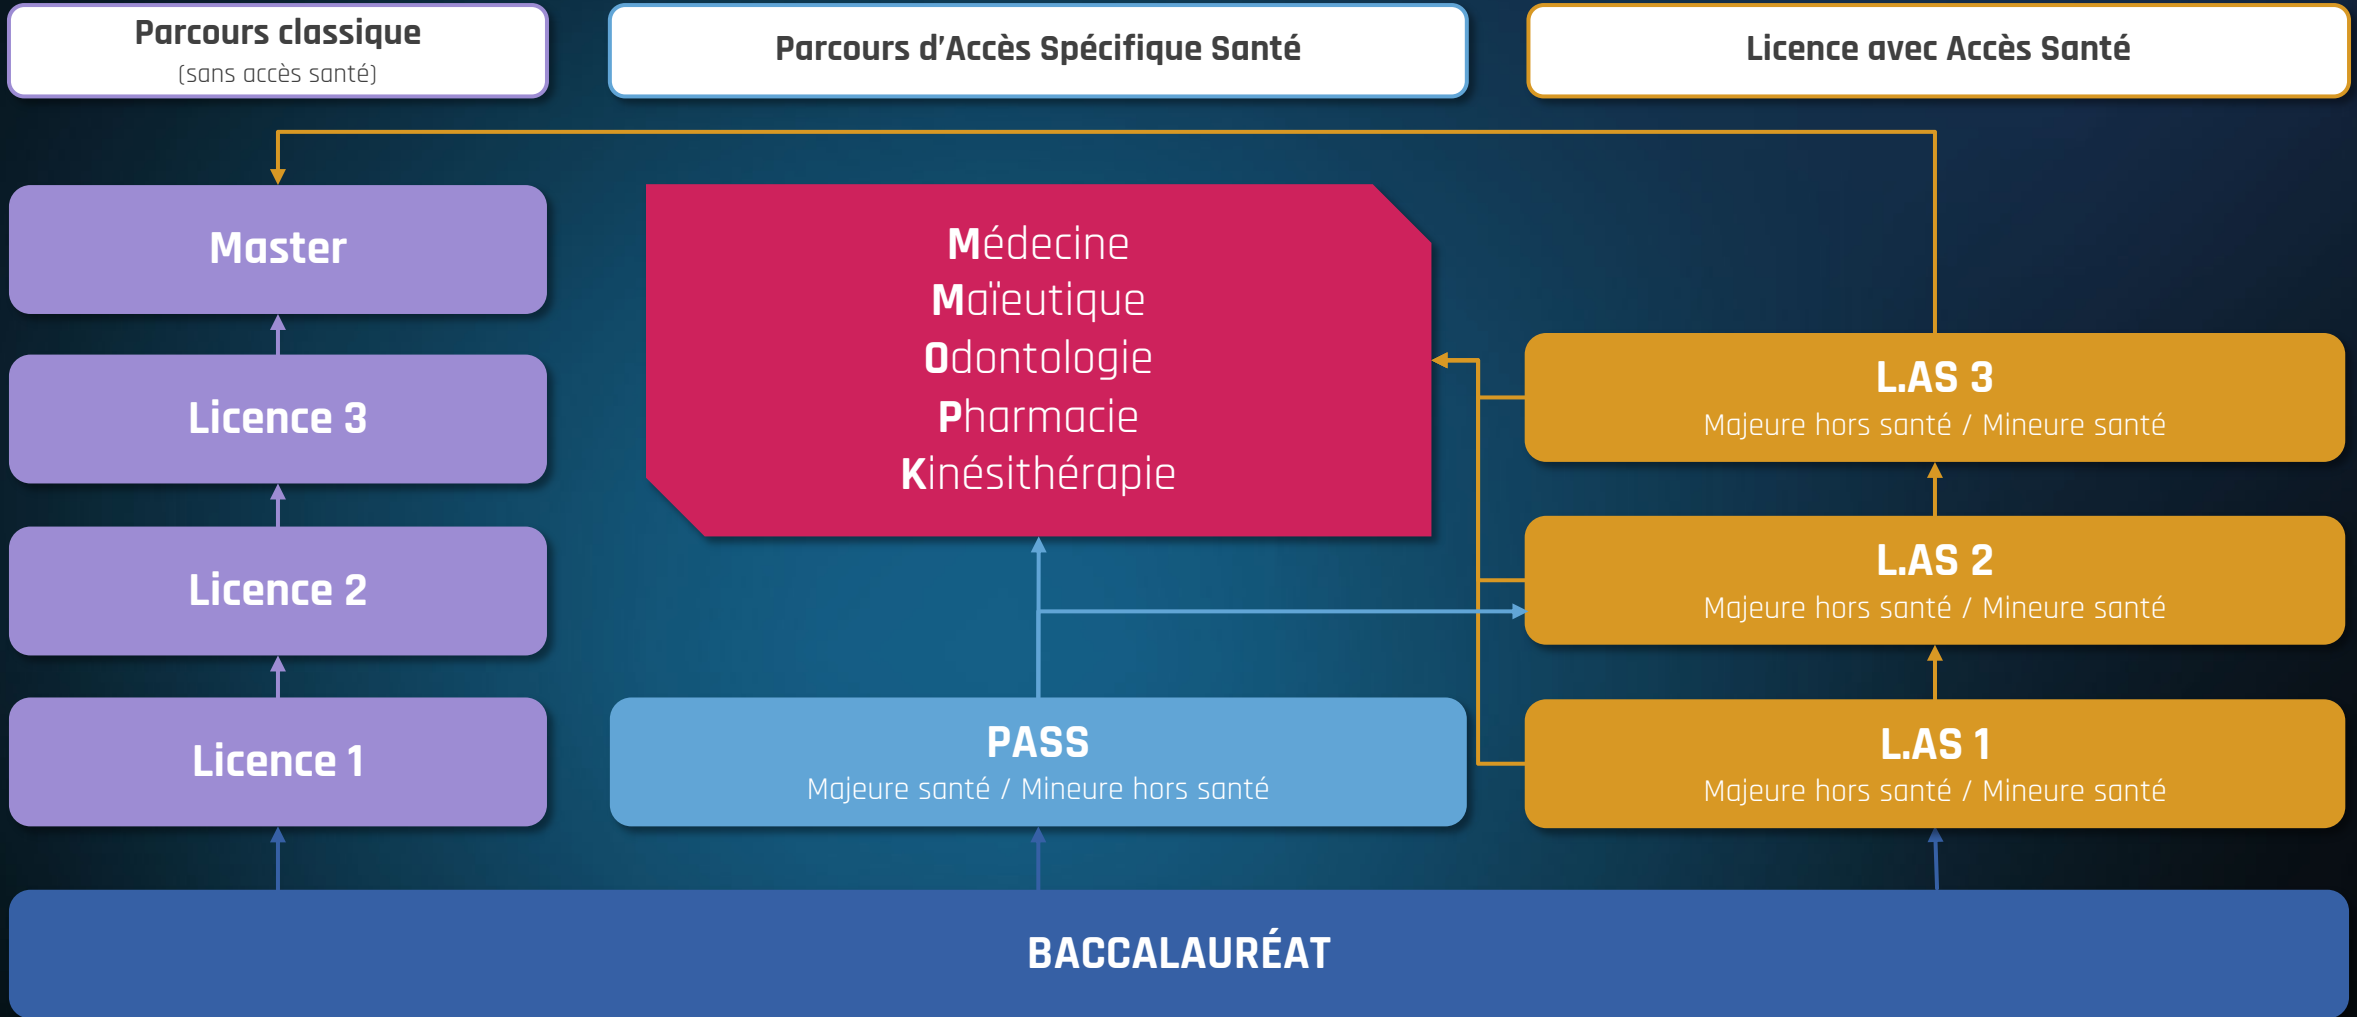 Parcours classique
(sans accès santé)
Parcours d'Accès Spécifique Santé
Licence avec Accès Santé
Master
Licence 3
Licence 2
Licence 1
Médecine
Maïeutique
Odontologie
Pharmacie
Kinésithérapie
PASS
Majeure santé / Mineure hors santé
L.AS 3
Majeure hors santé / Mineure santé
L.AS 2
Majeure hors santé / Mineure santé
L.AS 1
Majeure hors santé / Mineure santé
BACCALAURÉAT